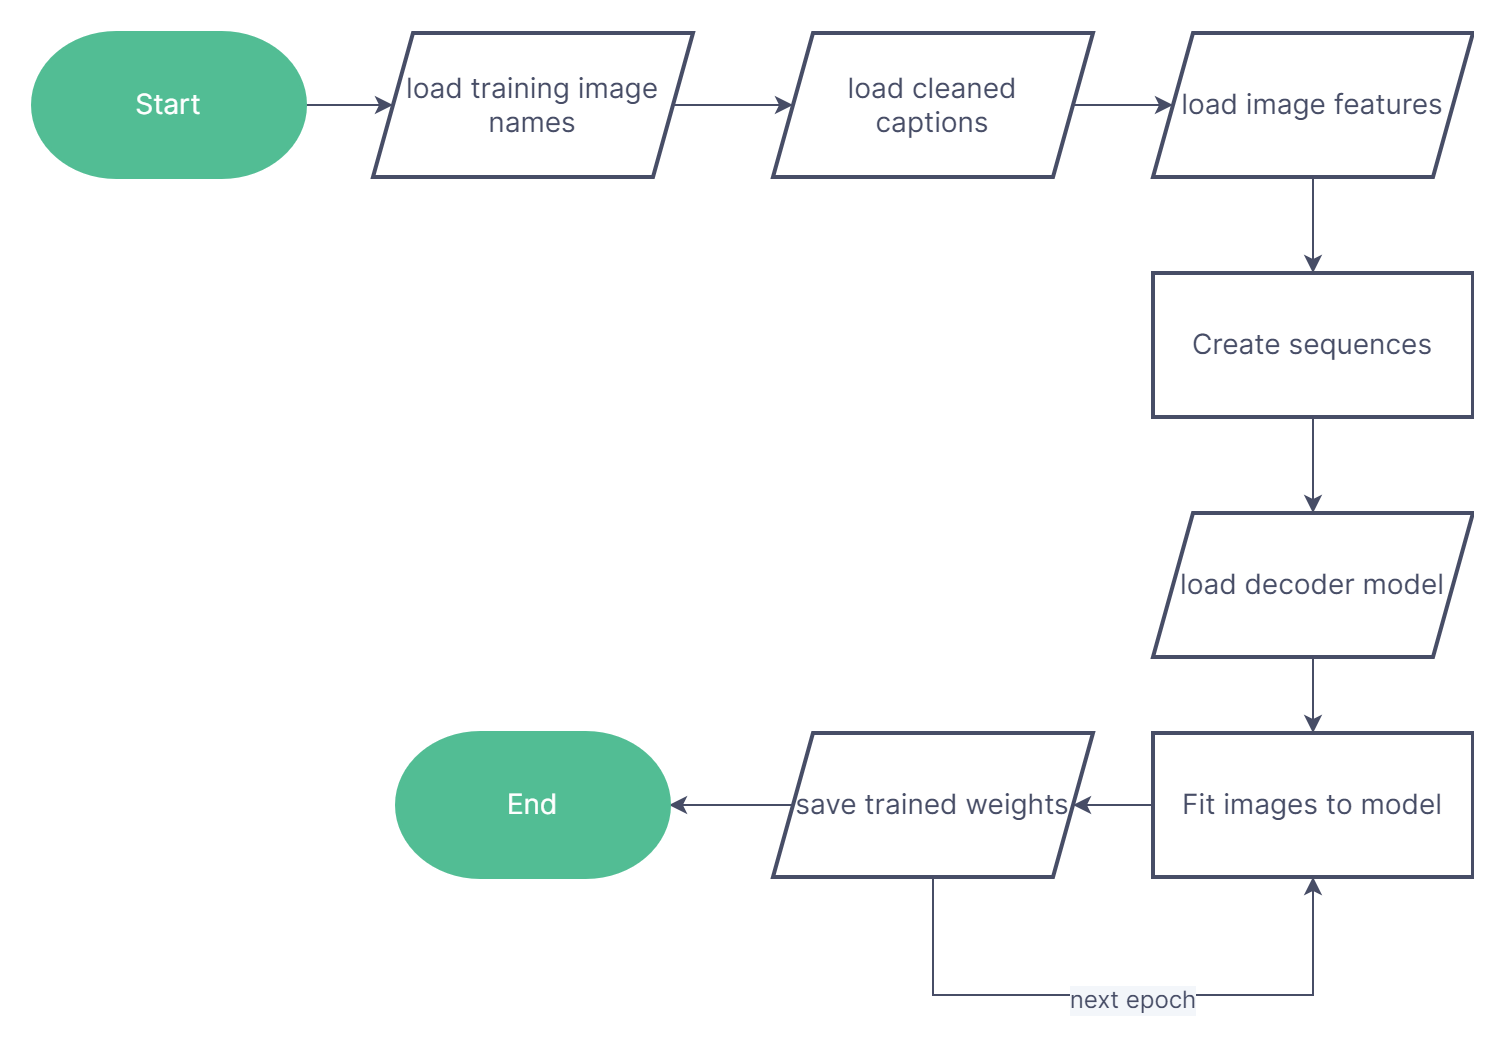 Start
load training image
names
load cleaned
captions
load image features
Create sequences
load decoder model
Fit images to model
save trained weights
End
next epoch